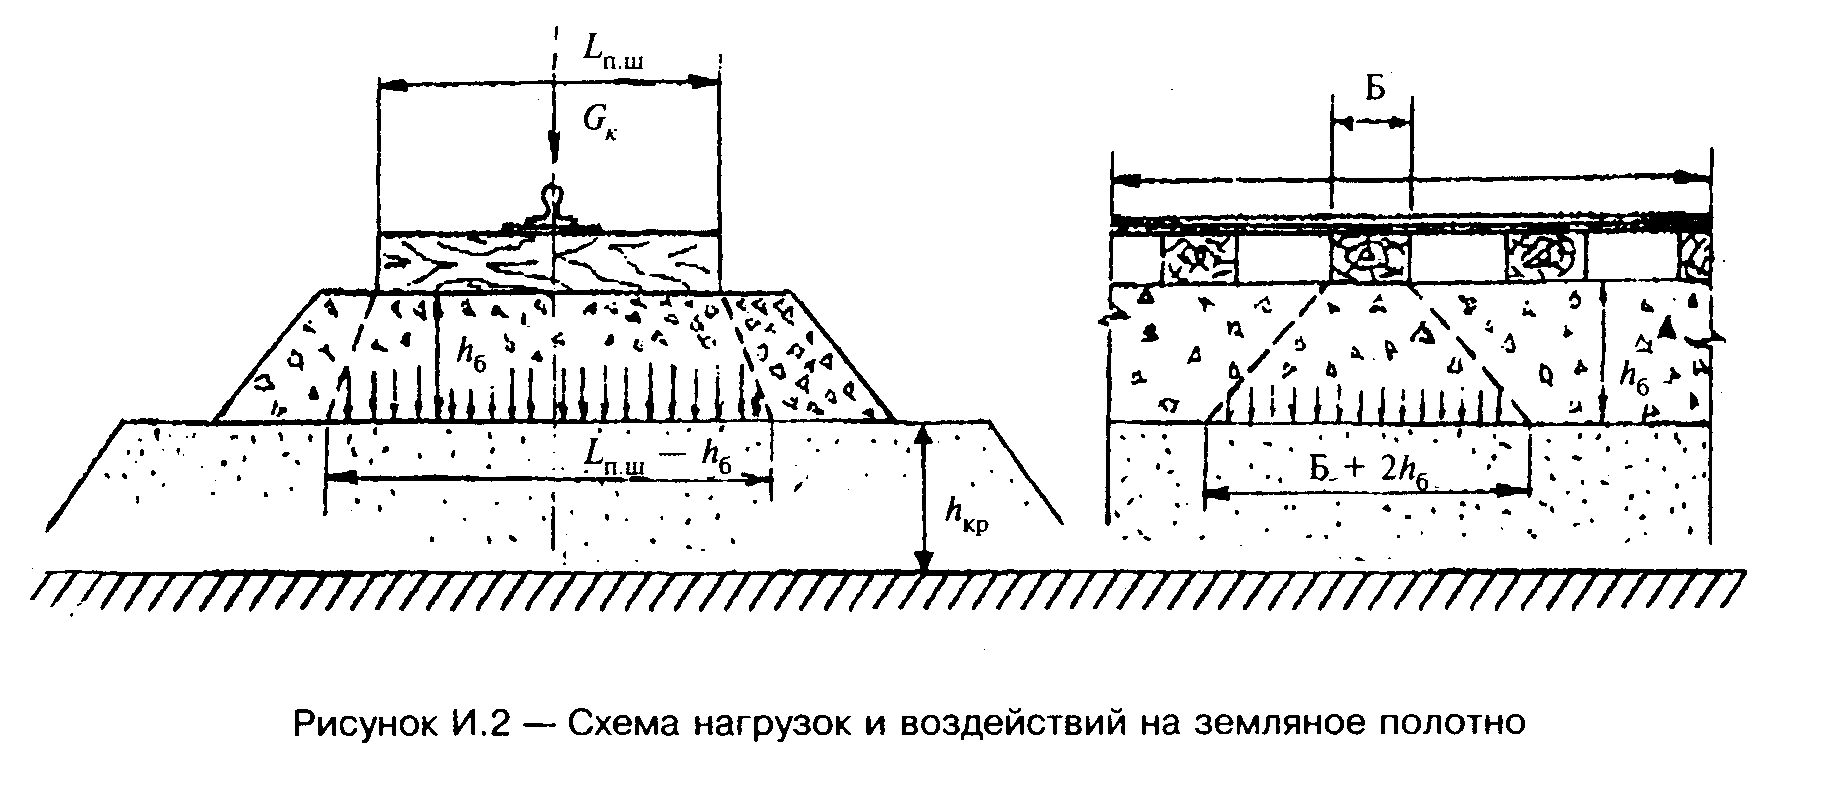 Lп.ш
Gк
Б
hб
hб
Lп.ш — hб
Б + 2hб
hкр
Рисунок И.2 — Схема нагрузок и воздействий на земляное полотно